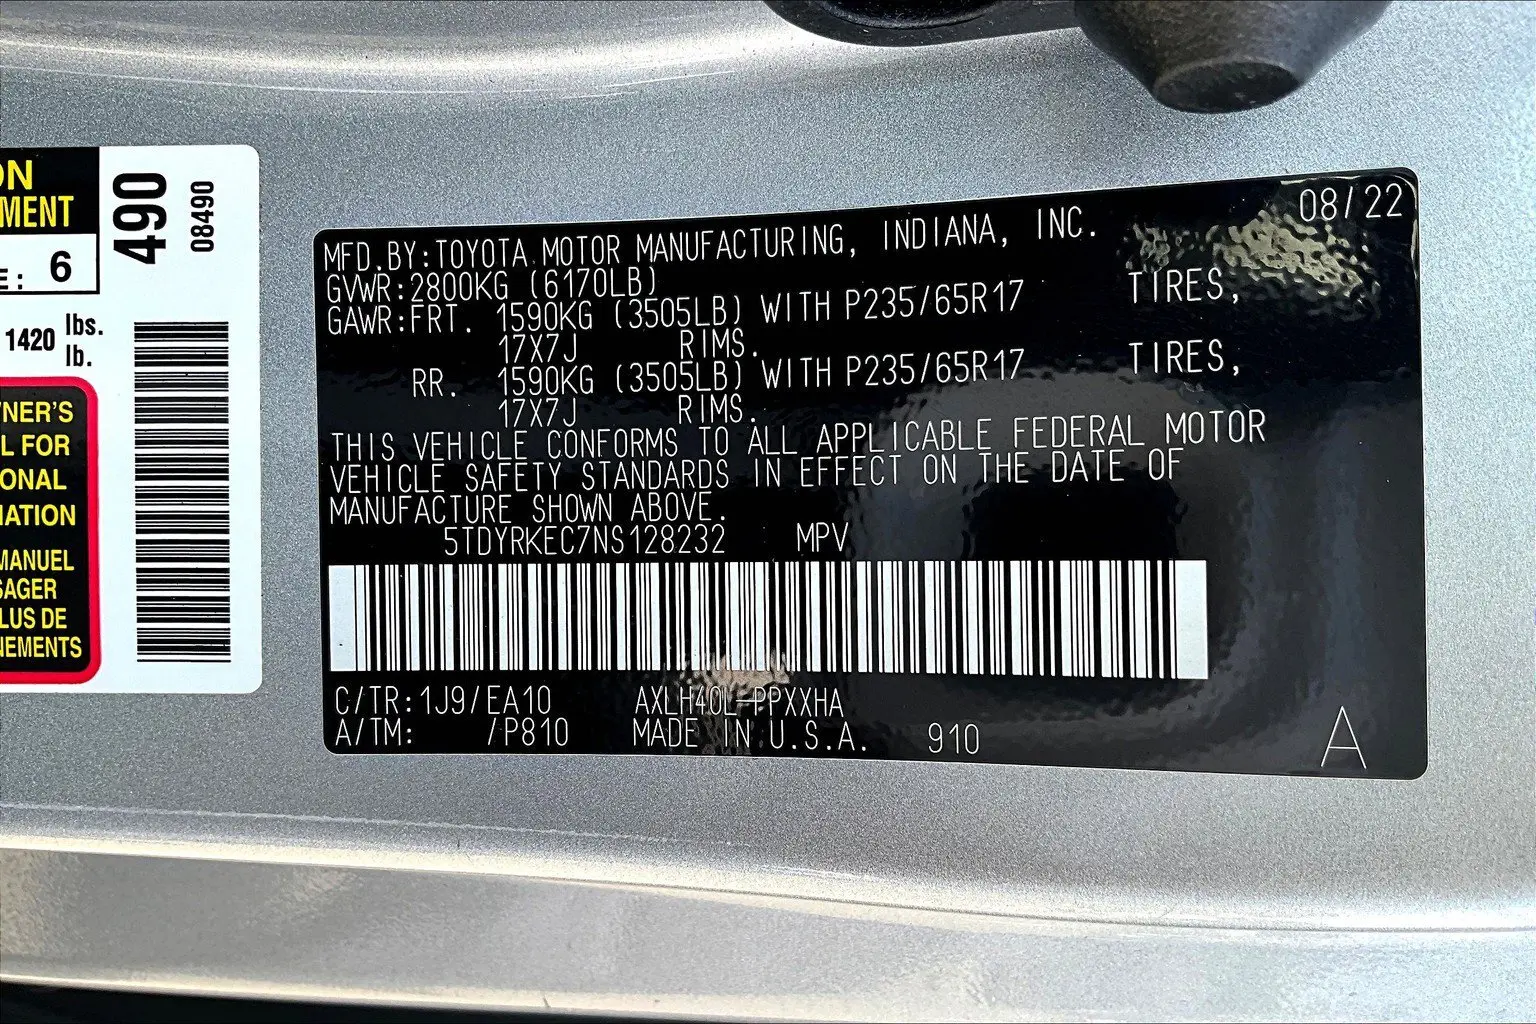 ON
MENT
E: 6
490
08490
1420 lbs.
lb.
NER'S
L FOR
ONAL
MATION
MANUEL
SAGER
LUS DE
NEMENTS
08/22
MFD.BY:TOYOTA MOTOR MANUFACTURING, INDIANA, INC.
GVWR:2800KG (6170LB)
GAWR:FRT. 1590KG (3505LB) WITH P235/65R17 TIRES,
17X7J RIMS.
RR. 1590KG (3505LB) WITH P235/65R17 TIRES,
17X7J RIMS.
THIS VEHICLE CONFORMS TO ALL APPLICABLE FEDERAL MOTOR
VEHICLE SAFETY STANDARDS IN EFFECT ON THE DATE OF
MANUFACTURE SHOWN ABOVE.
5TDYRKEC7NS128232 MPV
C/TR:1J9/EA10 AXLH40L-PPXXHA
A/TM: /P810 MADE IN U.S.A. 910
A